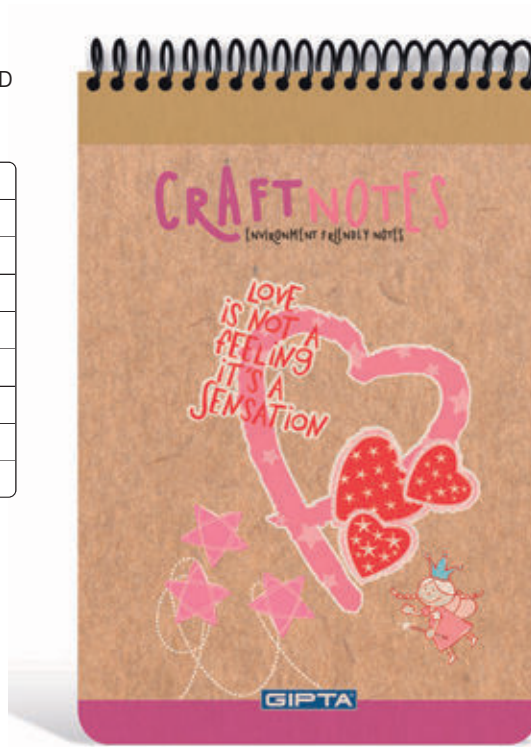 D
CRAFTNOTES
ENVIRONMENT FRIENDLY NOTES
LOVE
iS NOT A
fEELiNG
iT'S A
SENSATiON
GIPTA